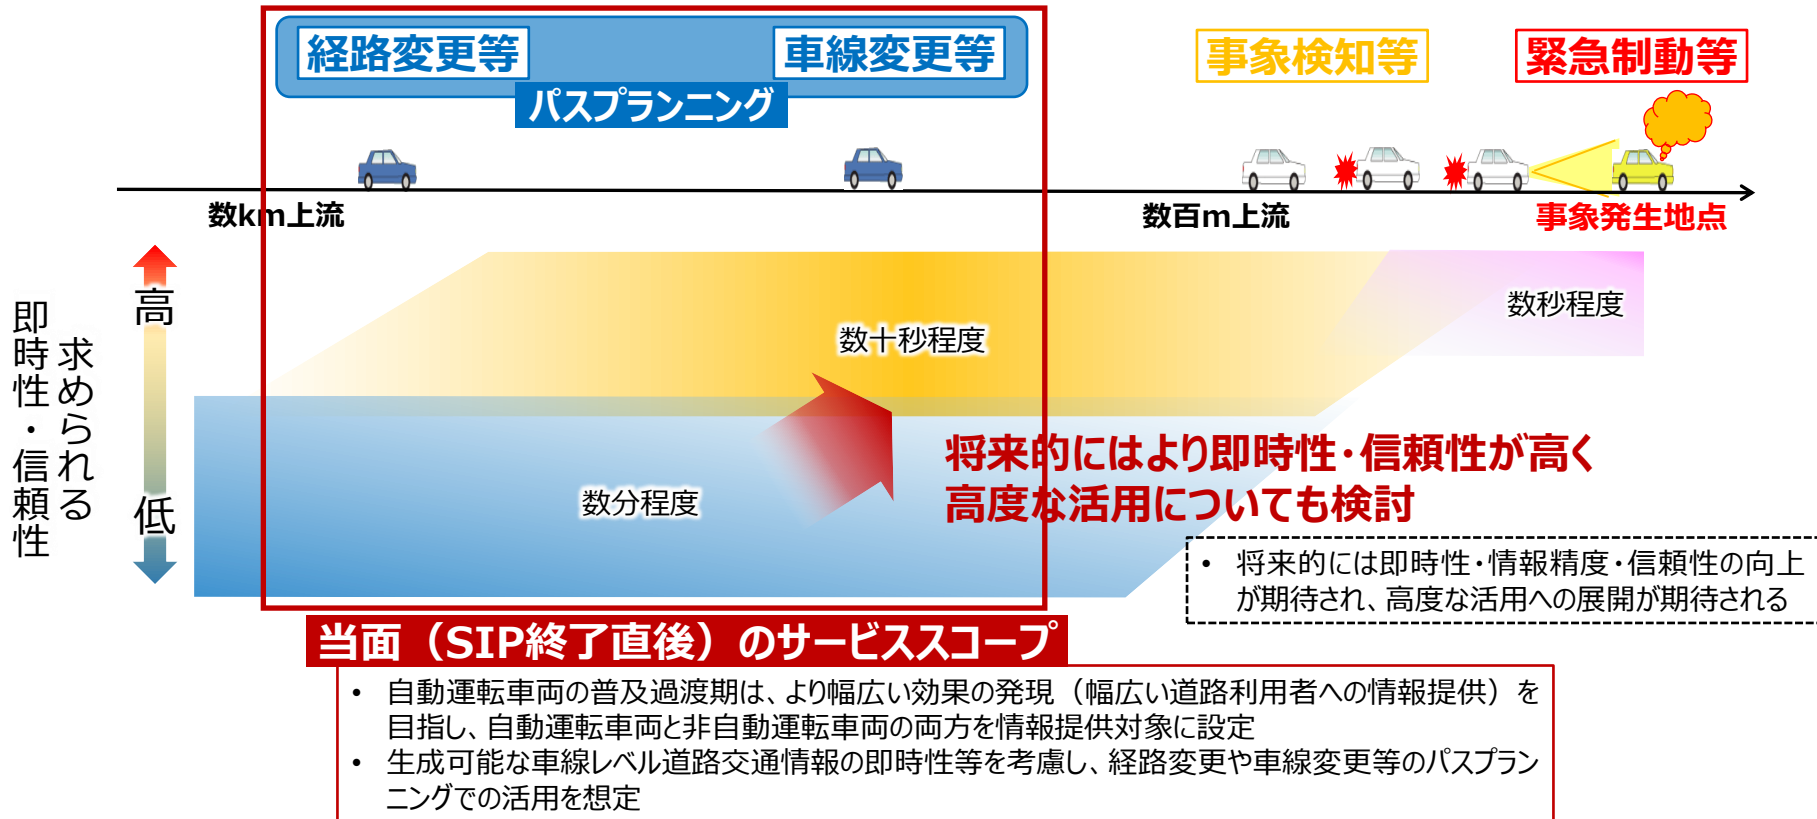 経路変更等
車線変更等
パスプランニング
事象検知等
緊急制動等
数km上流
数百m上流
事象発生地点
求められる
即時性・信頼性
高
低
数十秒程度
数秒程度
数分程度
将来的にはより即時性・信頼性が高く
高度な活用についても検討
• 将来的には即時性・情報精度・信頼性の向上
が期待され、高度な活用への展開が期待される
当面（SIP終了直後）のサービススコープ
• 自動運転車両の普及過渡期は、より幅広い効果の発現（幅広い道路利用者への情報提供）を
目指し、自動運転車両と非自動運転車両の両方を情報提供対象に設定
• 生成可能な車線レベル道路交通情報の即時性等を考慮し、経路変更や車線変更等のパスプラン
ニングでの活用を想定